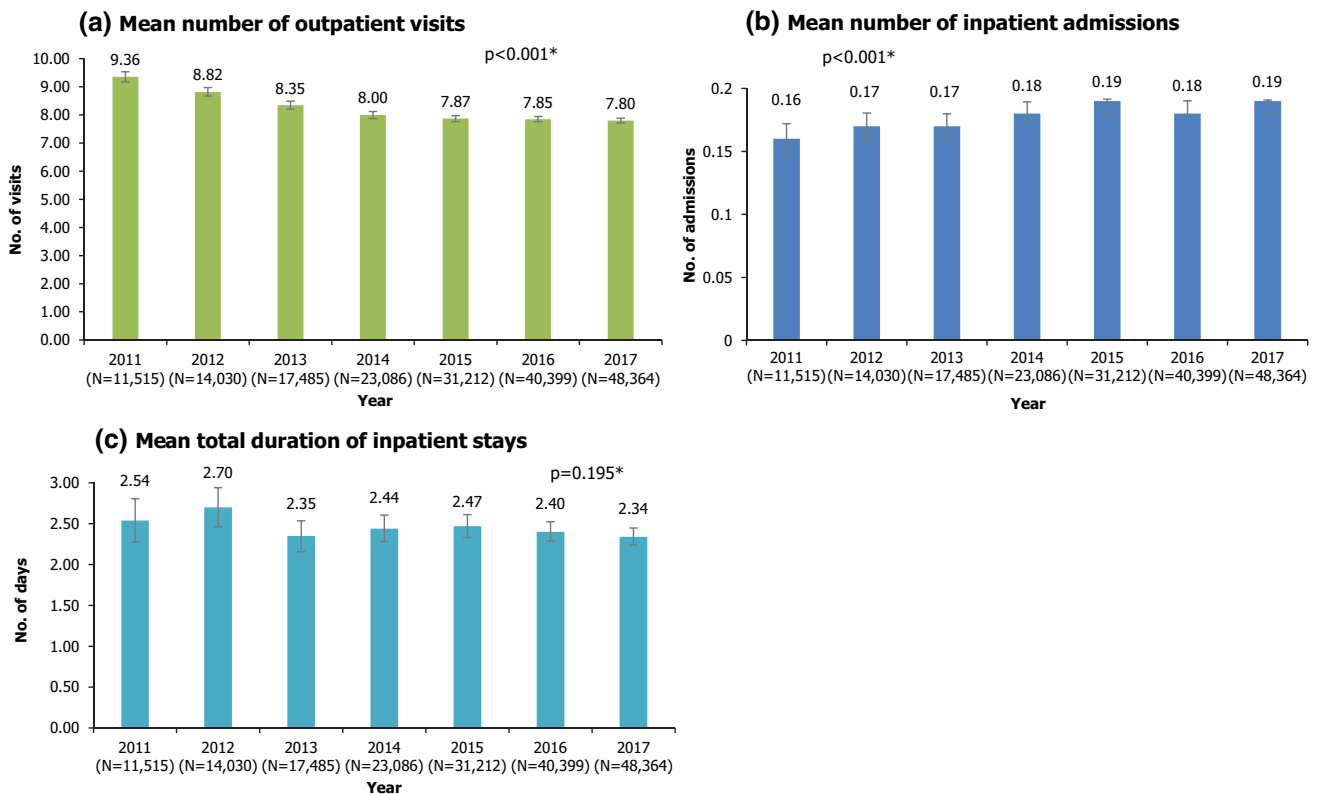 (a) Mean number of outpatient visits
p<0.001*
No. of visits
10.00
9.00
8.00
7.00
6.00
5.00
4.00
3.00
2.00
1.00
0.00
9.36 8.82 8.35 8.00 7.87 7.85 7.80
2011 2012 2013 2014 2015 2016 2017
(N=11,515) (N=14,030) (N=17,485) (N=23,086) (N=31,212) (N=40,399) (N=48,364)
Year
(b) Mean number of inpatient admissions
p<0.001*
No. of admissions
0.2
0.15
0.1
0.05
0
0.16 0.17 0.17 0.18 0.19 0.18 0.19
2011 2012 2013 2014 2015 2016 2017
(N=11,515) (N=14,030) (N=17,485) (N=23,086) (N=31,212) (N=40,399) (N=48,364)
Year
(c) Mean total duration of inpatient stays
p=0.195*
No. of days
3.00
2.50
2.00
1.50
1.00
0.50
0.00
2.54 2.70 2.35 2.44 2.47 2.40 2.34
2011 2012 2013 2014 2015 2016 2017
(N=11,515) (N=14,030) (N=17,485) (N=23,086) (N=31,212) (N=40,399) (N=48,364)
Year